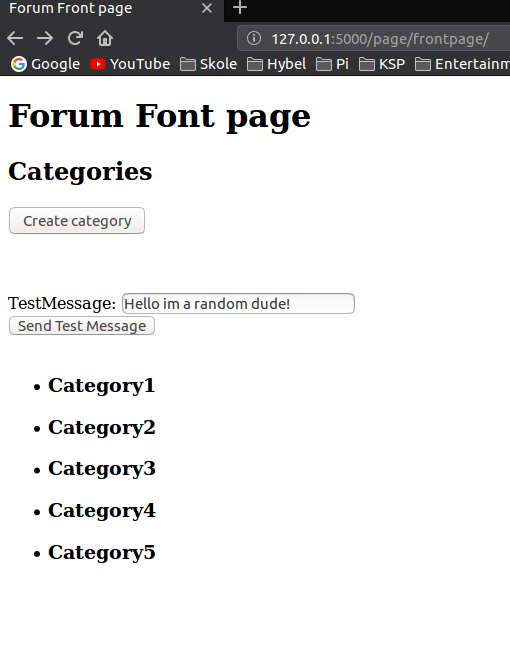 Forum Front page
127.0.0.1:5000/page/frontpage/
Google YouTube Skole Hybel Pi KSP Entertainm
Forum Font page
Categories
Create category
TestMessage: Hello im a random dude!
Send Test Message
Category1
Category2
Category3
Category4
Category5